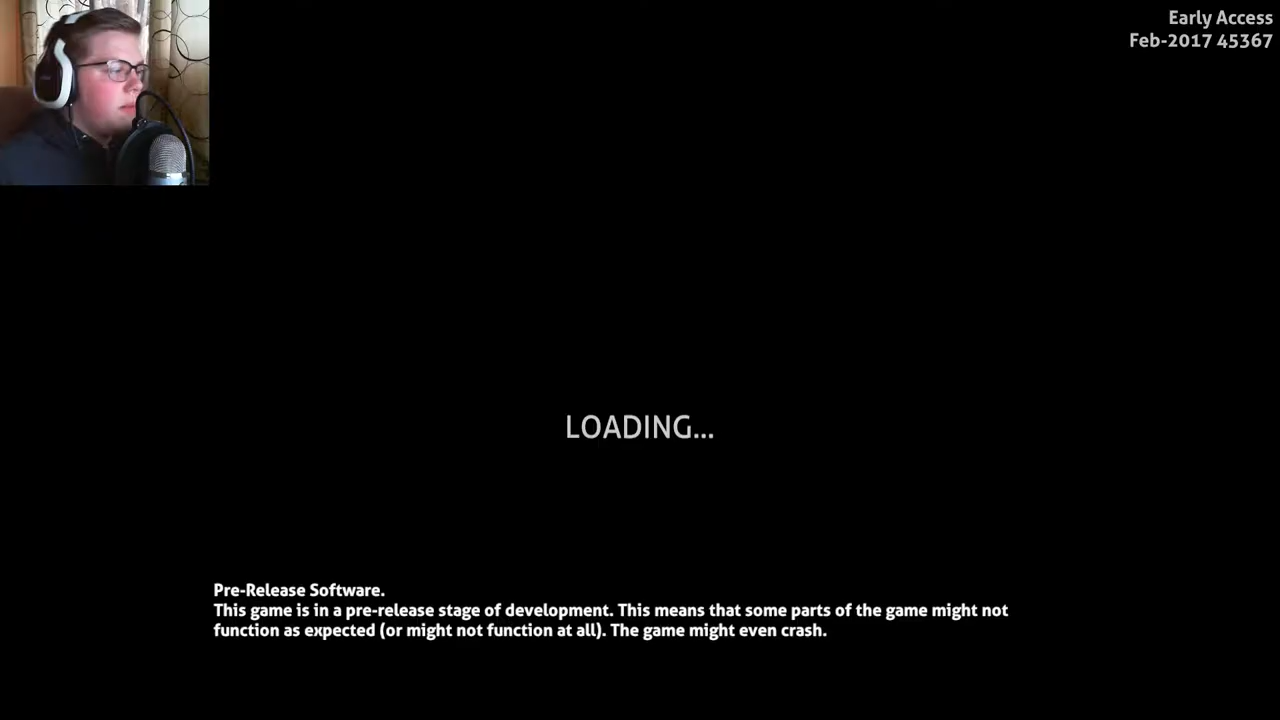 Early Access
Feb-2017 45367
LOADING...
Pre-Release Software.
This game is in a pre-release stage of development. This means that some parts of the game might not
function as expected (or might not function at all). The game might even crash.